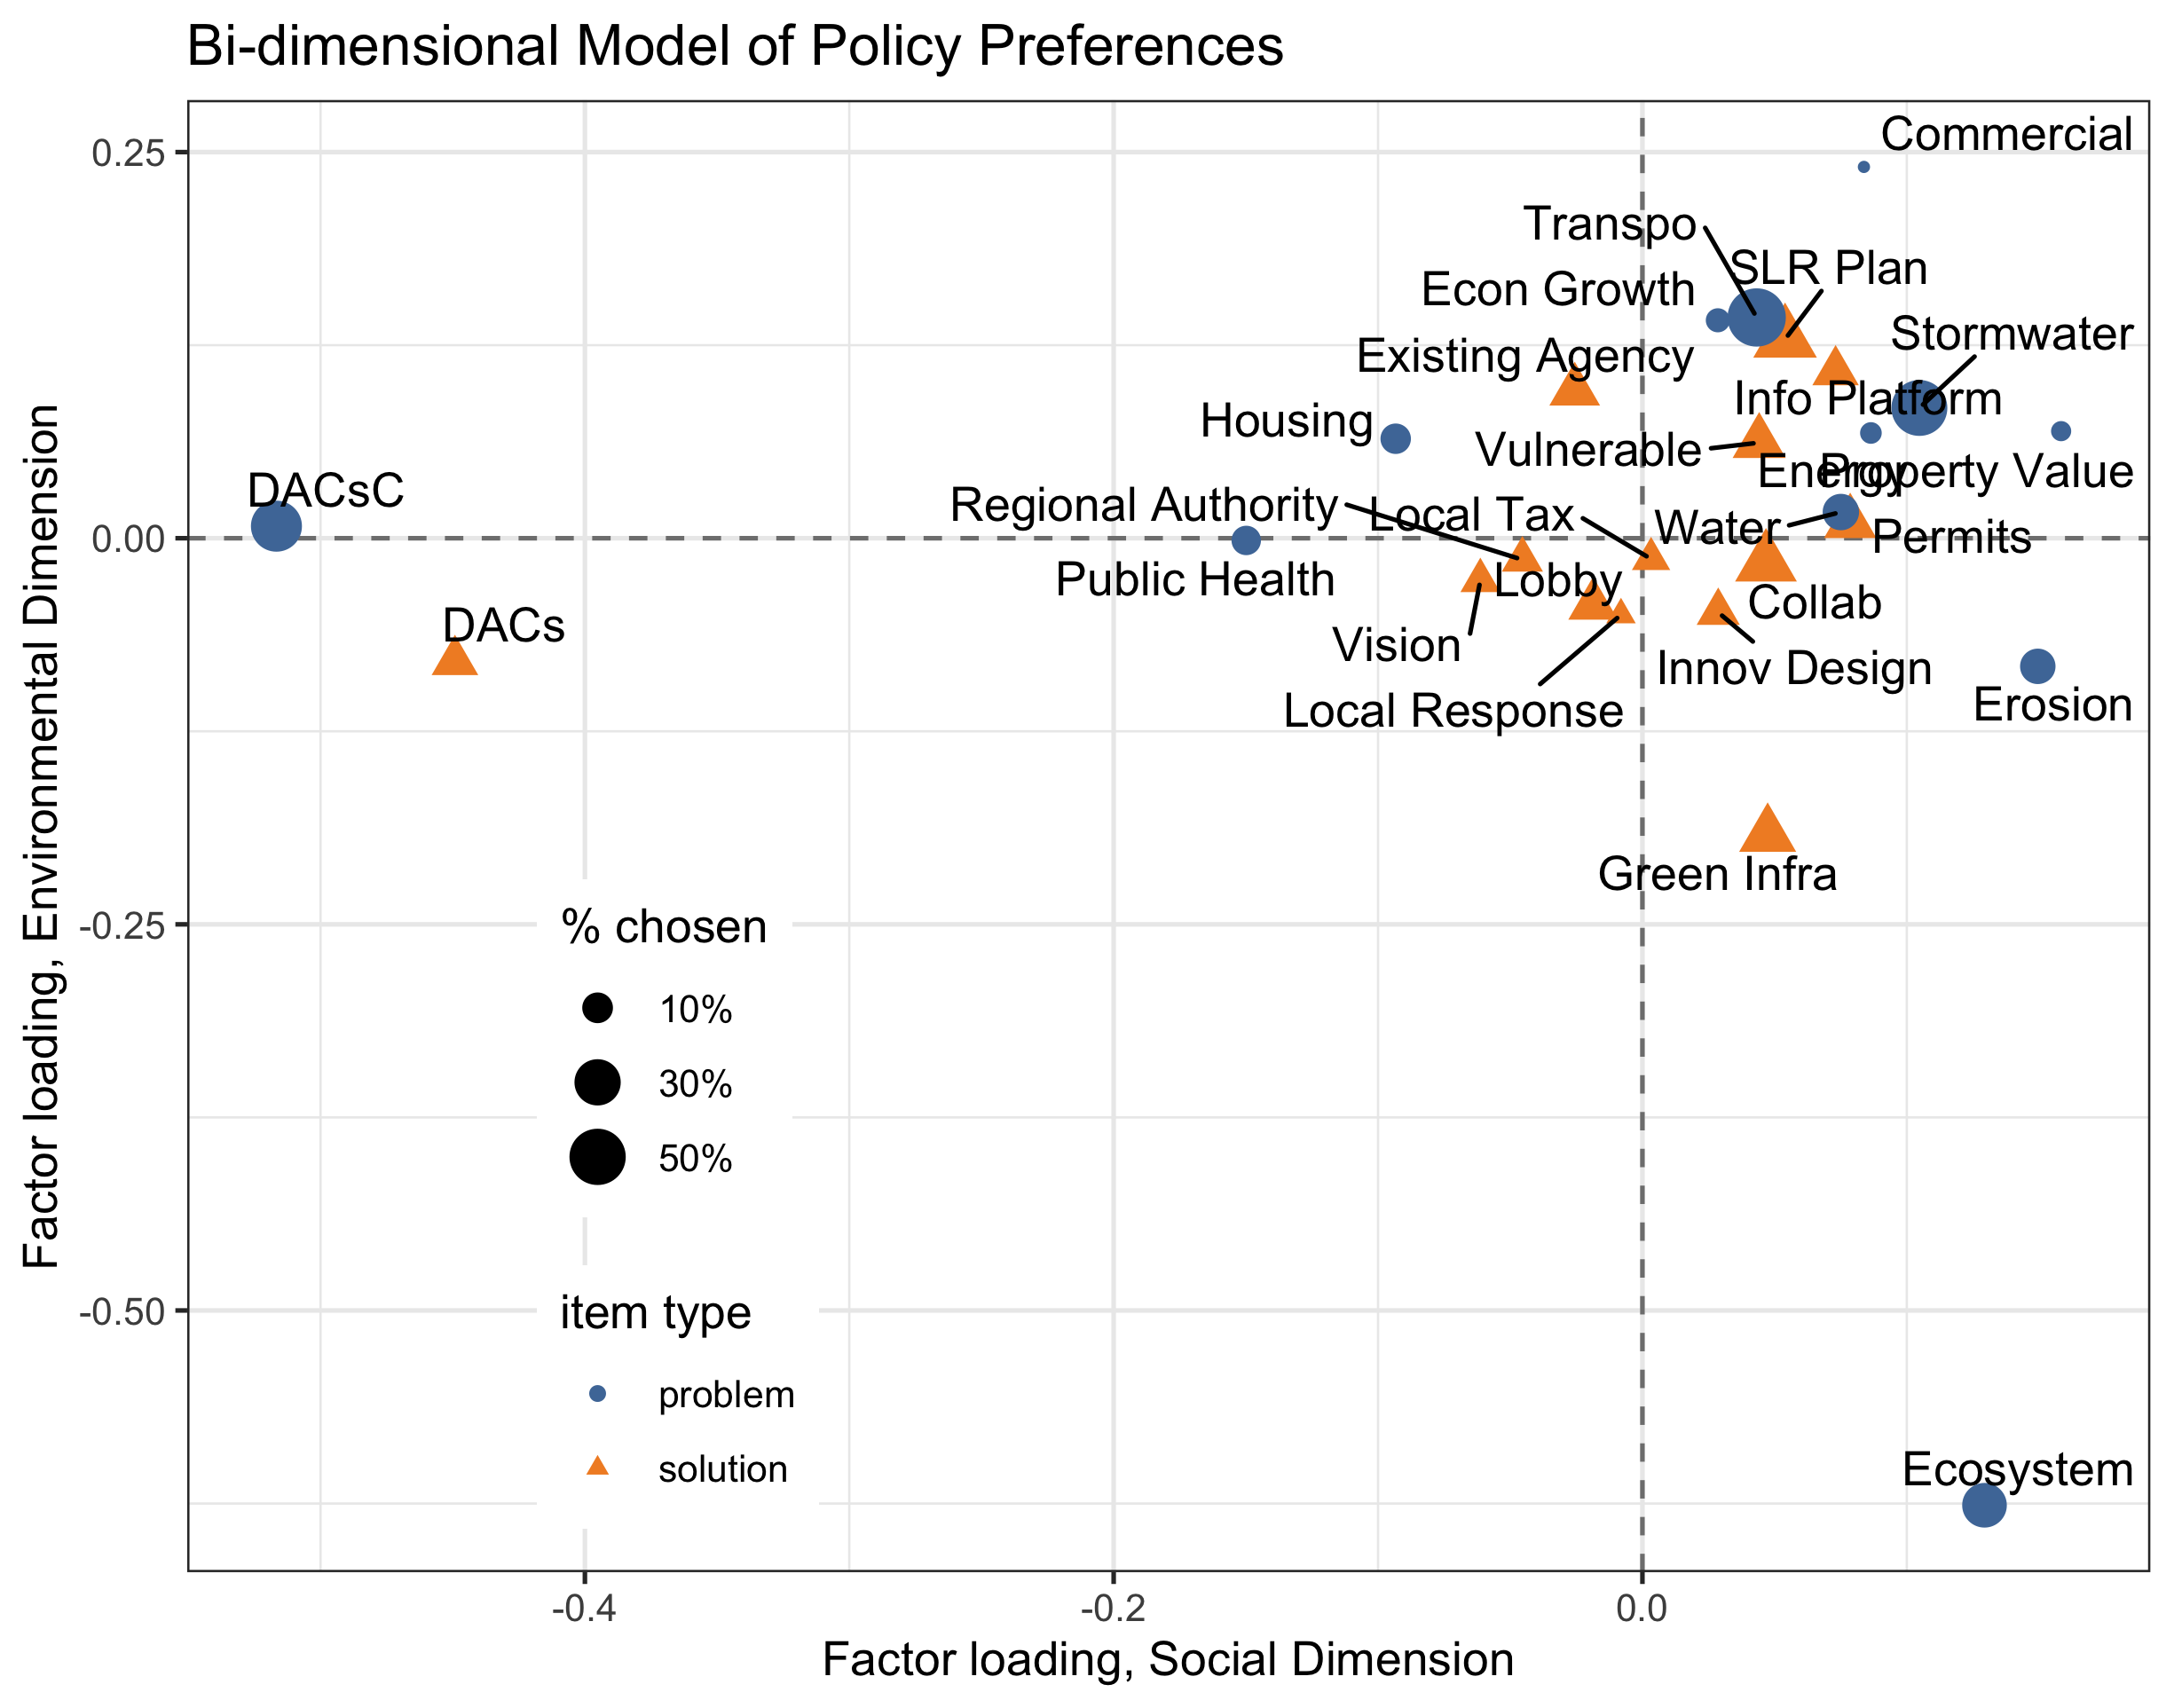 Bi-dimensional Model of Policy Preferences
Factor loading, Environmental Dimension
0.25
0.00
-0.25
-0.50
Commercial
Transpo
SLR Plan
Econ Growth
Stormwater
Existing Agency
Info Platform
Housing
Vulnerable
Energy
Property Value
DACsC
Regional Authority
Local Tax
Water
Permits
Public Health
Lobby
Collab
DACs
Vision
Innov Design
Local Response
Erosion
Green Infra
% chosen
10%
30%
50%
item type
problem
solution
Ecosystem
-0.4
-0.2
0.0
Factor loading, Social Dimension